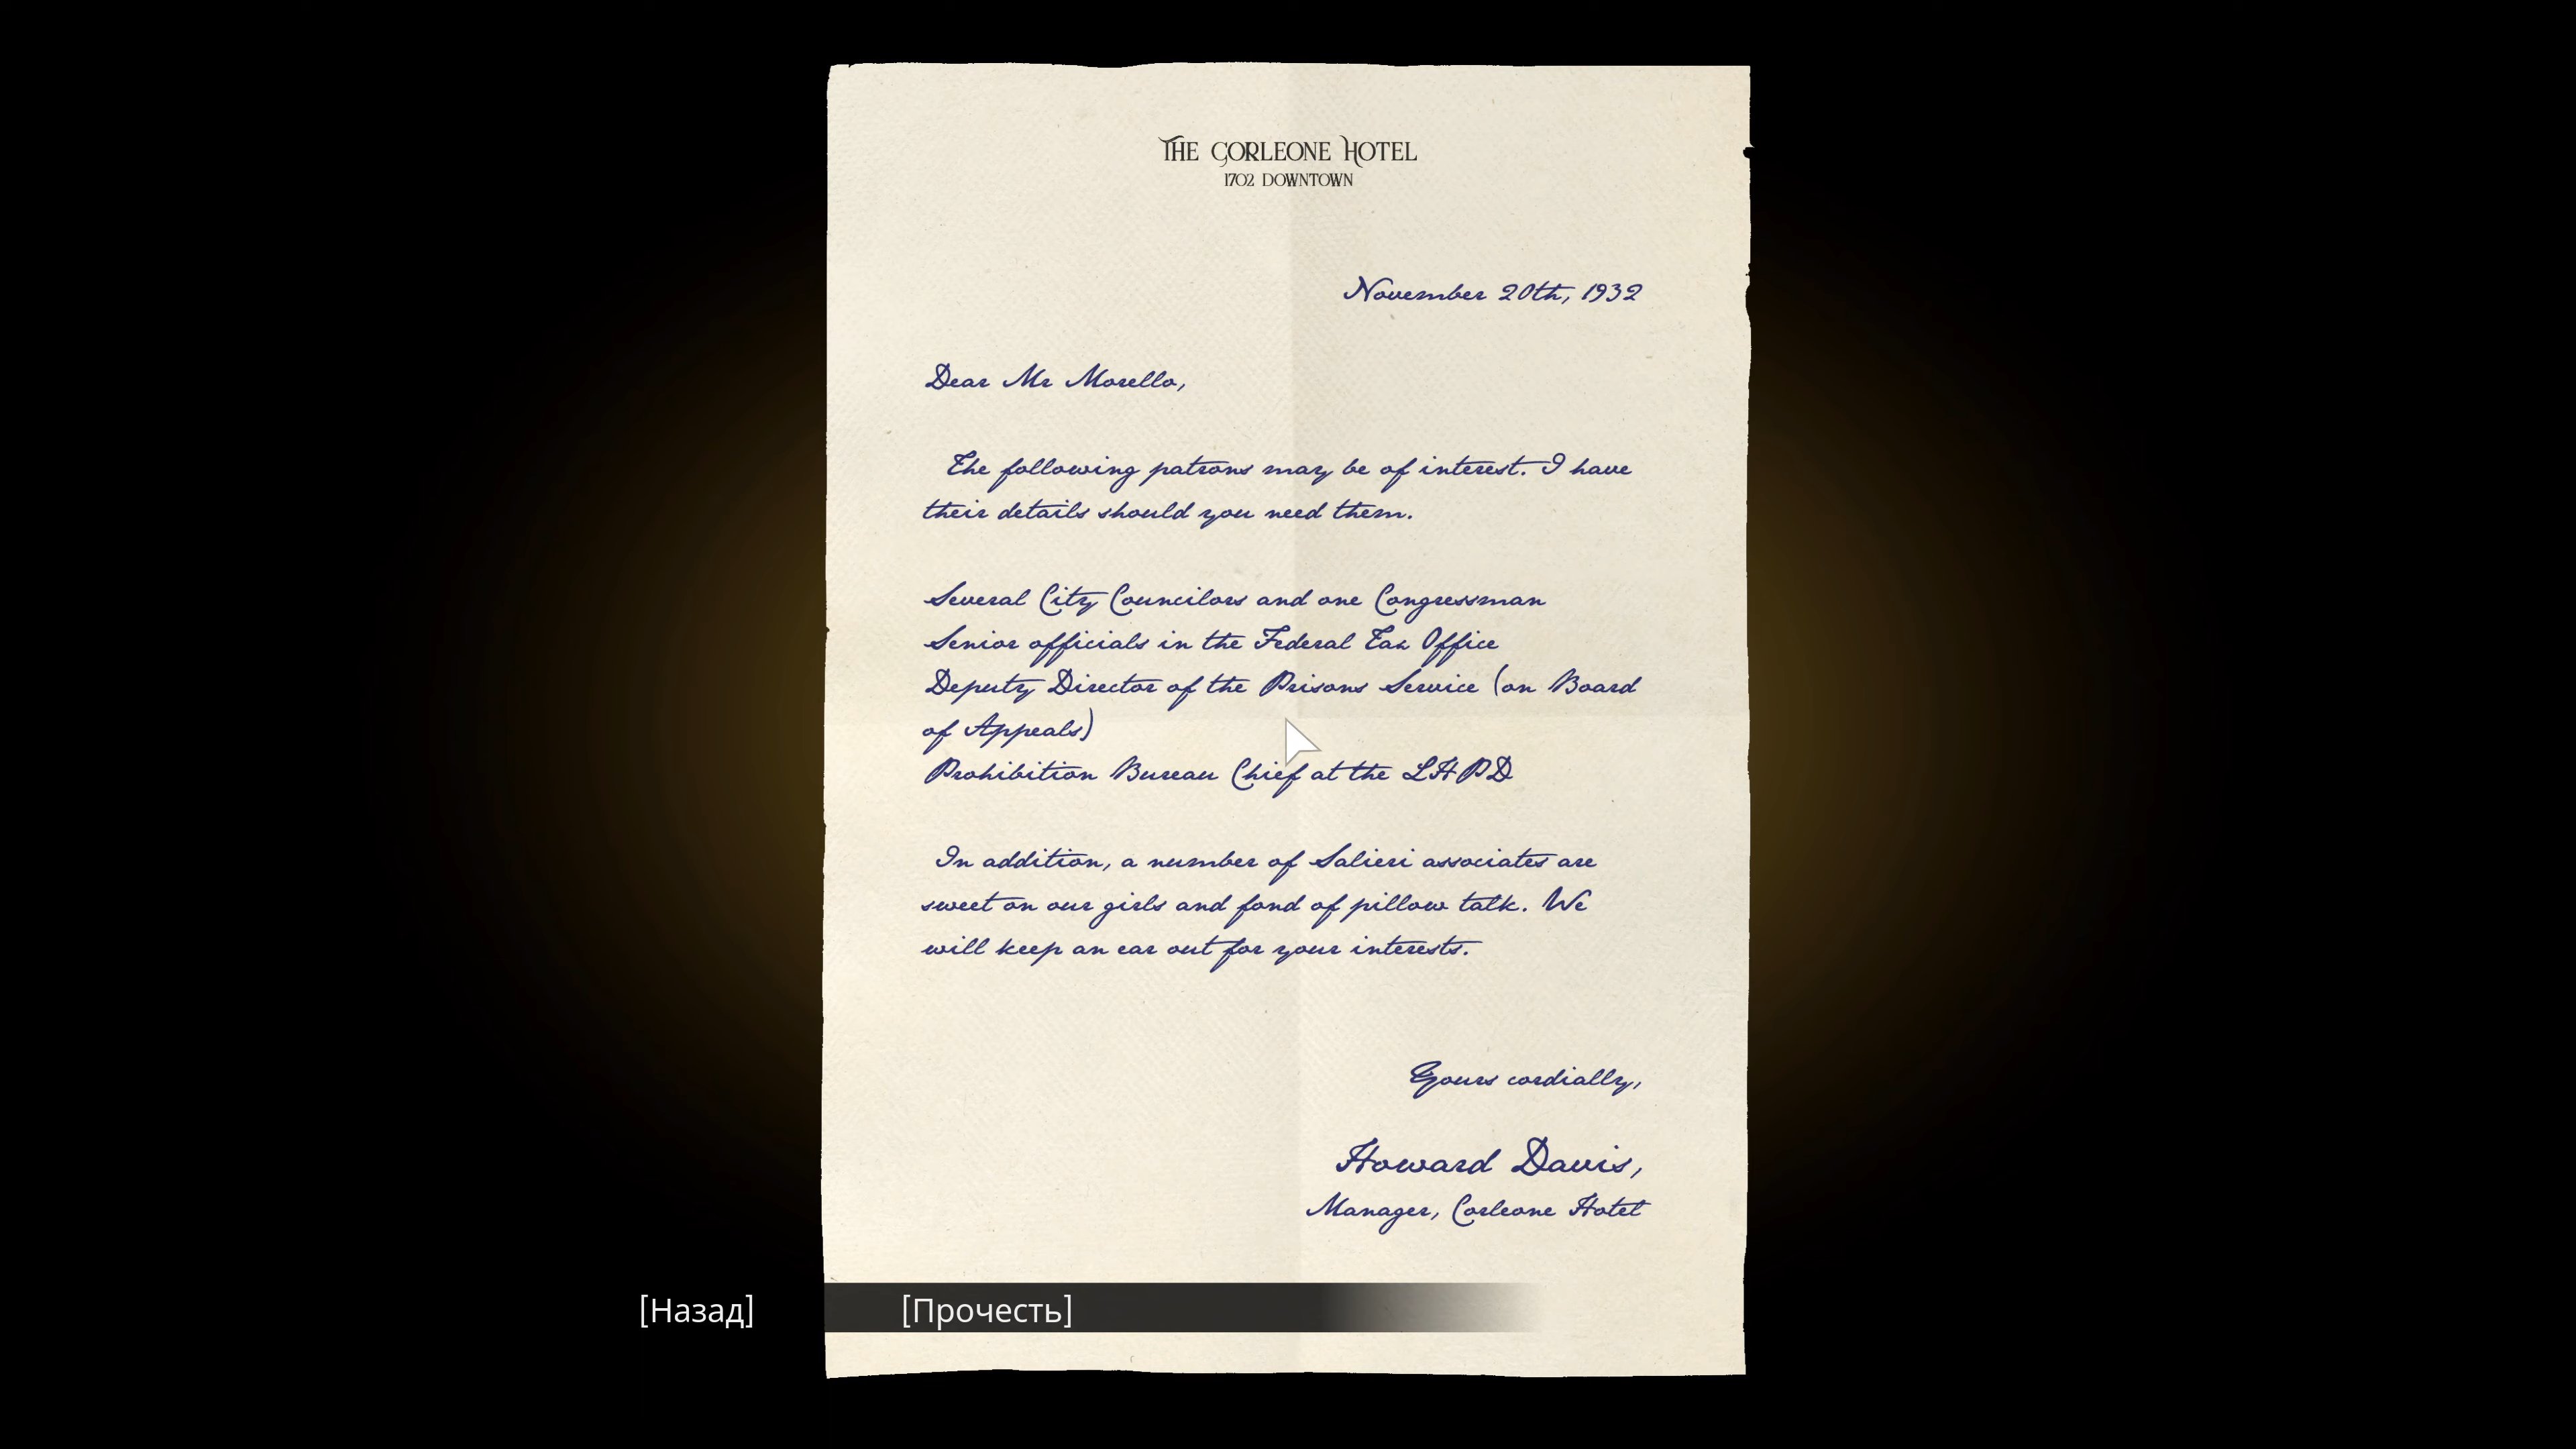 THE CORLEONE HOTEL
1702 DOWNTOWN
November 20th, 1932
Dear Mr Morello,
The following patrons may be of interest. I have
their details should you need them.
Several City Councilors and one Congressman
Senior officials in the Federal Tax Office
Deputy Director of the Prisons Service (on Board
of Appeals)
Prohibition Bureau Chief at the LHPD
In addition, a number of Salieri associates are
sweet on our girls and fond of pillow talk. We
will keep an ear out for your interests.
Yours cordially,
Howard Davis,
Manager, Corleone Hotel
[Назад]
[Прочесть]